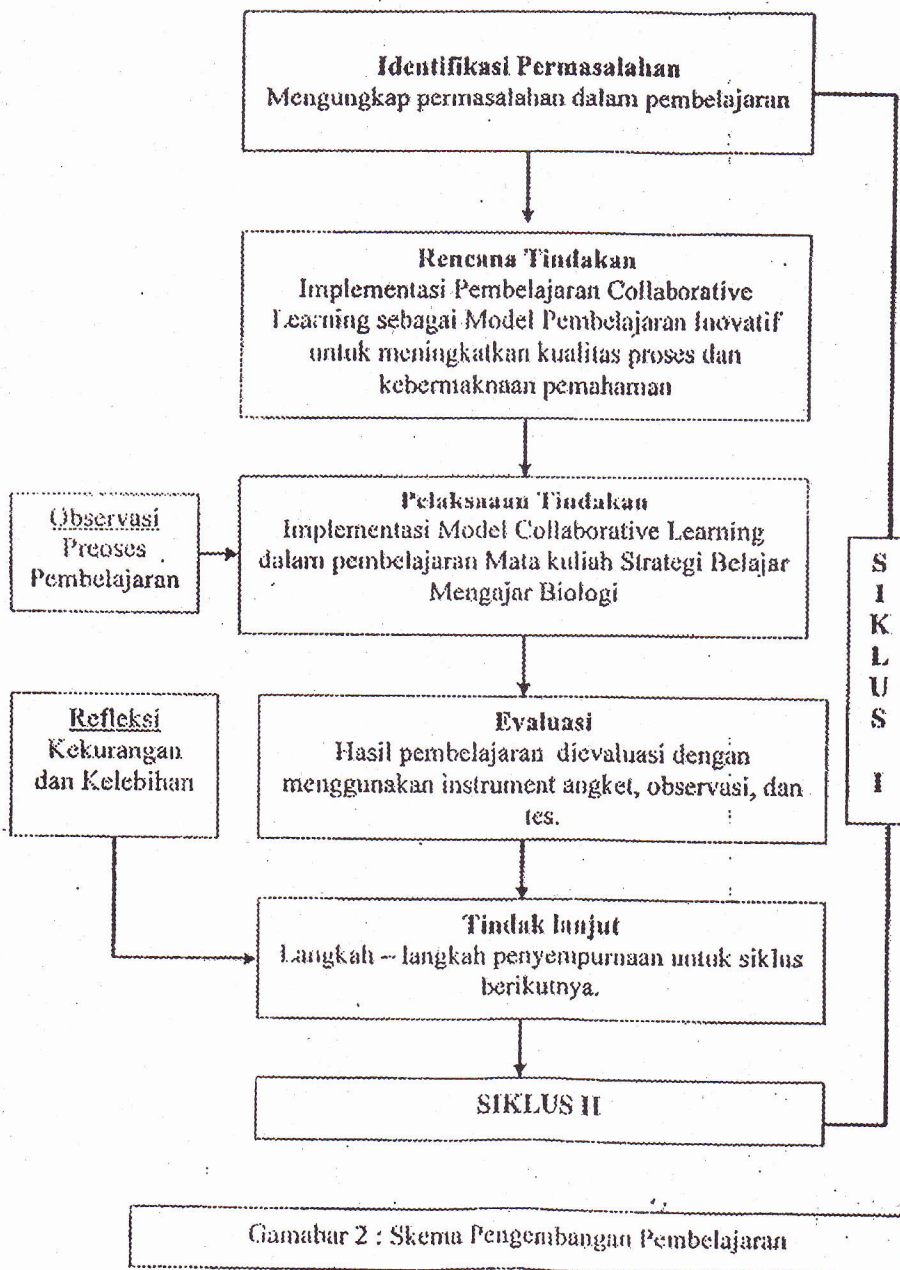 Identifikasi Permasalahan
Mengungkap permasalahan dalam pembelajaran
Rencana Tindakan
Implementasi Pembelajaran Collaborative
Learning sebagai Model Pembelajaran Inovatif
untuk meningkatkan kualitas proses dan
kebermaknaan pemahaman
Observasi
Preoses
Pembelajaran
Pelaksanaan Tindakan
Implementasi Model Collaborative Learning
dalam pembelajaran Mata kuliah Strategi Belajar
Mengajar Biologi
Refleksi
Kekurangan
dan Kelebihan
Evaluasi
Hasil pembelajaran dievaluasi dengan
menggunakan instrument angket, observasi, dan
tes.
Tindak lanjut
Langkah – langkah penyempurnaan untuk siklus
berikutnya.
SIKLUS II
S
I
K
L
U
S
I
Gamabar 2 : Skema Pengembangan Pembelajaran